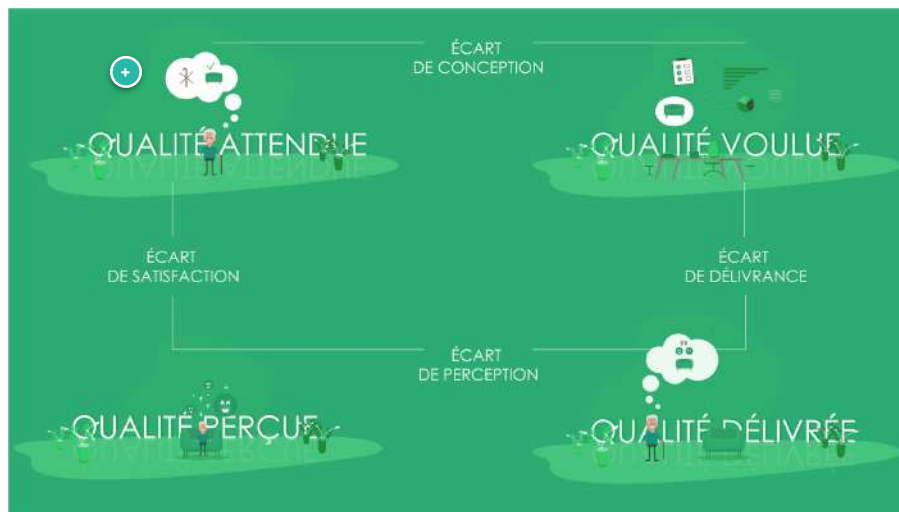 ÉCART
DE CONCEPTION
QUALITÉ ATTENDUE
QUALITÉ VOULUE
ÉCART
DE SATISFACTION
ÉCART
DE DÉLIVRANCE
ÉCART
DE PERCEPTION
QUALITÉ PERÇUE
QUALITÉ DÉLIVRÉE